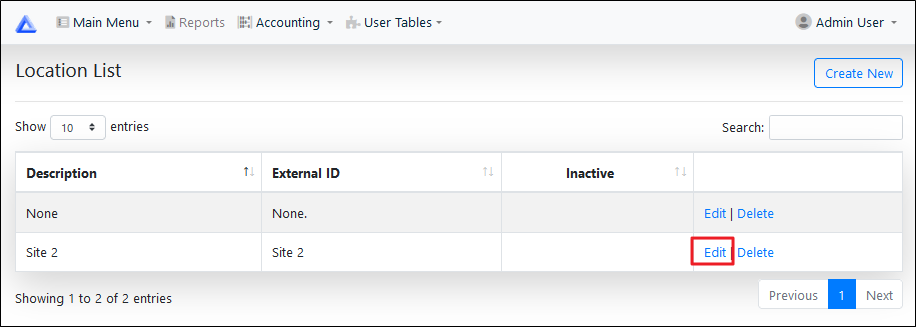 Main Menu Reports Accounting User Tables Admin User
Location List
Create New
Show 10 entries Search:
Description External ID Inactive
None None. Edit | Delete
Site 2 Site 2 Edit | Delete
Showing 1 to 2 of 2 entries Previous 1 Next